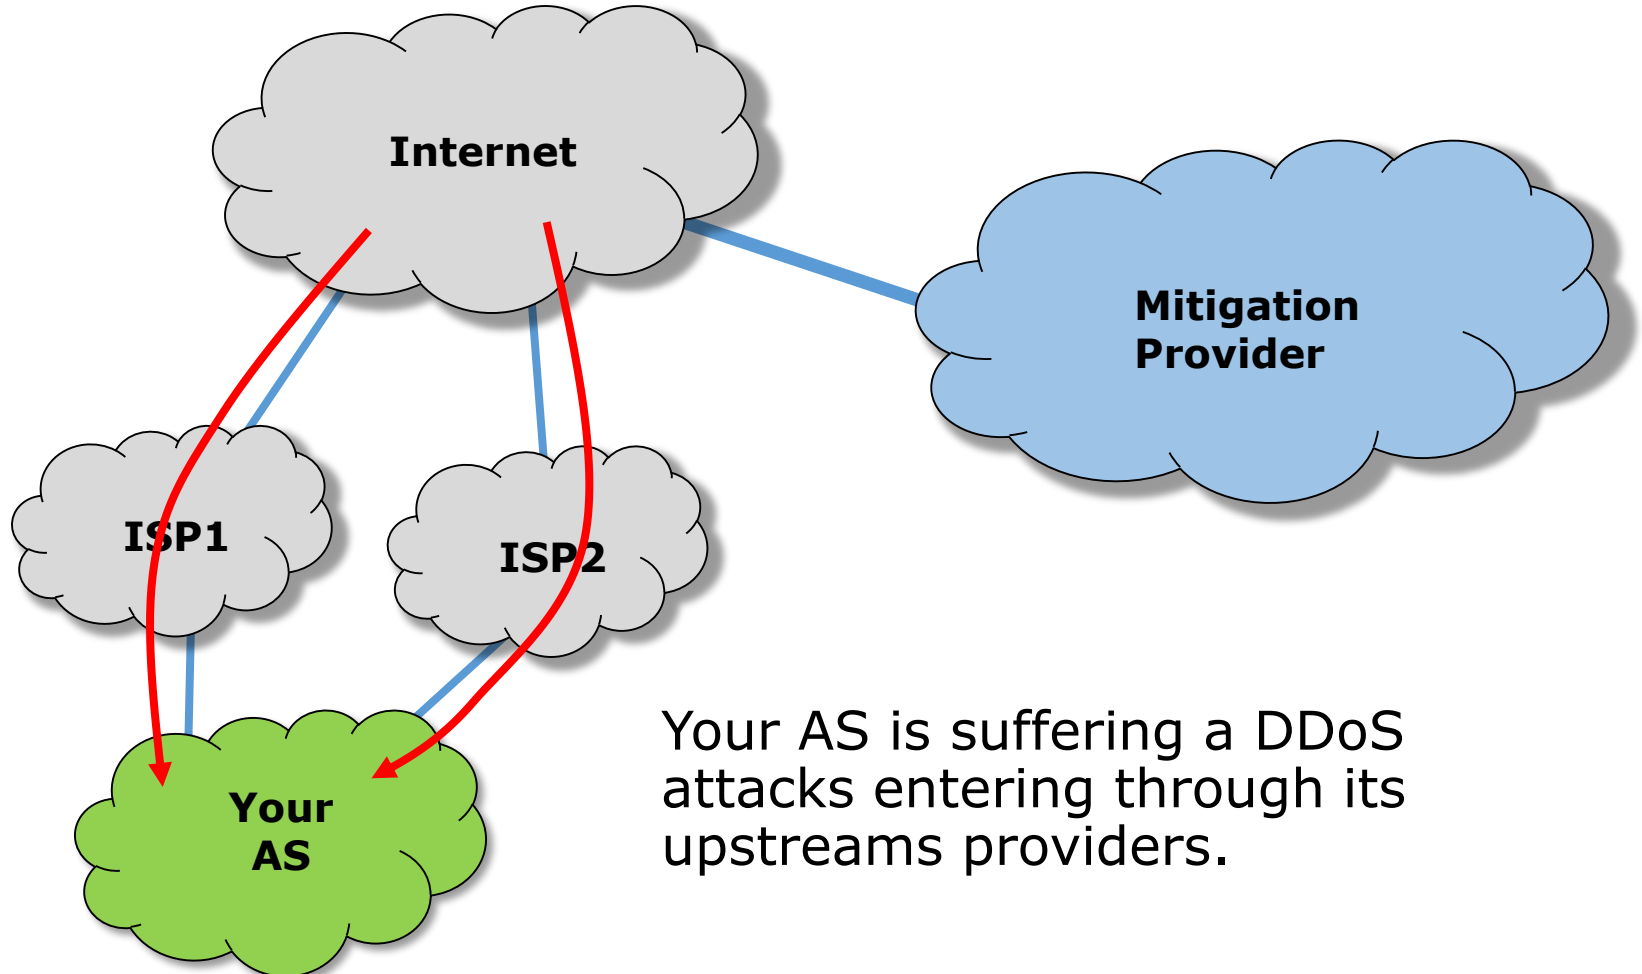 Internet
Mitigation
Provider
ISP1
ISP2
Your AS is suffering a DDoS
attacks entering through its
upstreams providers.
Your
AS